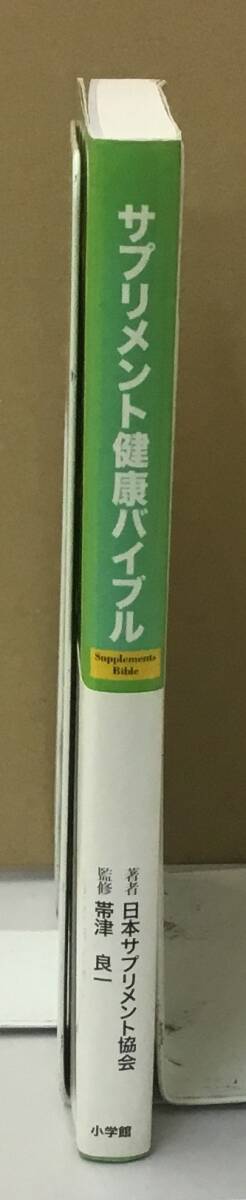 サプリメント健康バイブル
Supplements
Bible
著者 日本サプリメント協会
監修 帯津 良一
小学館